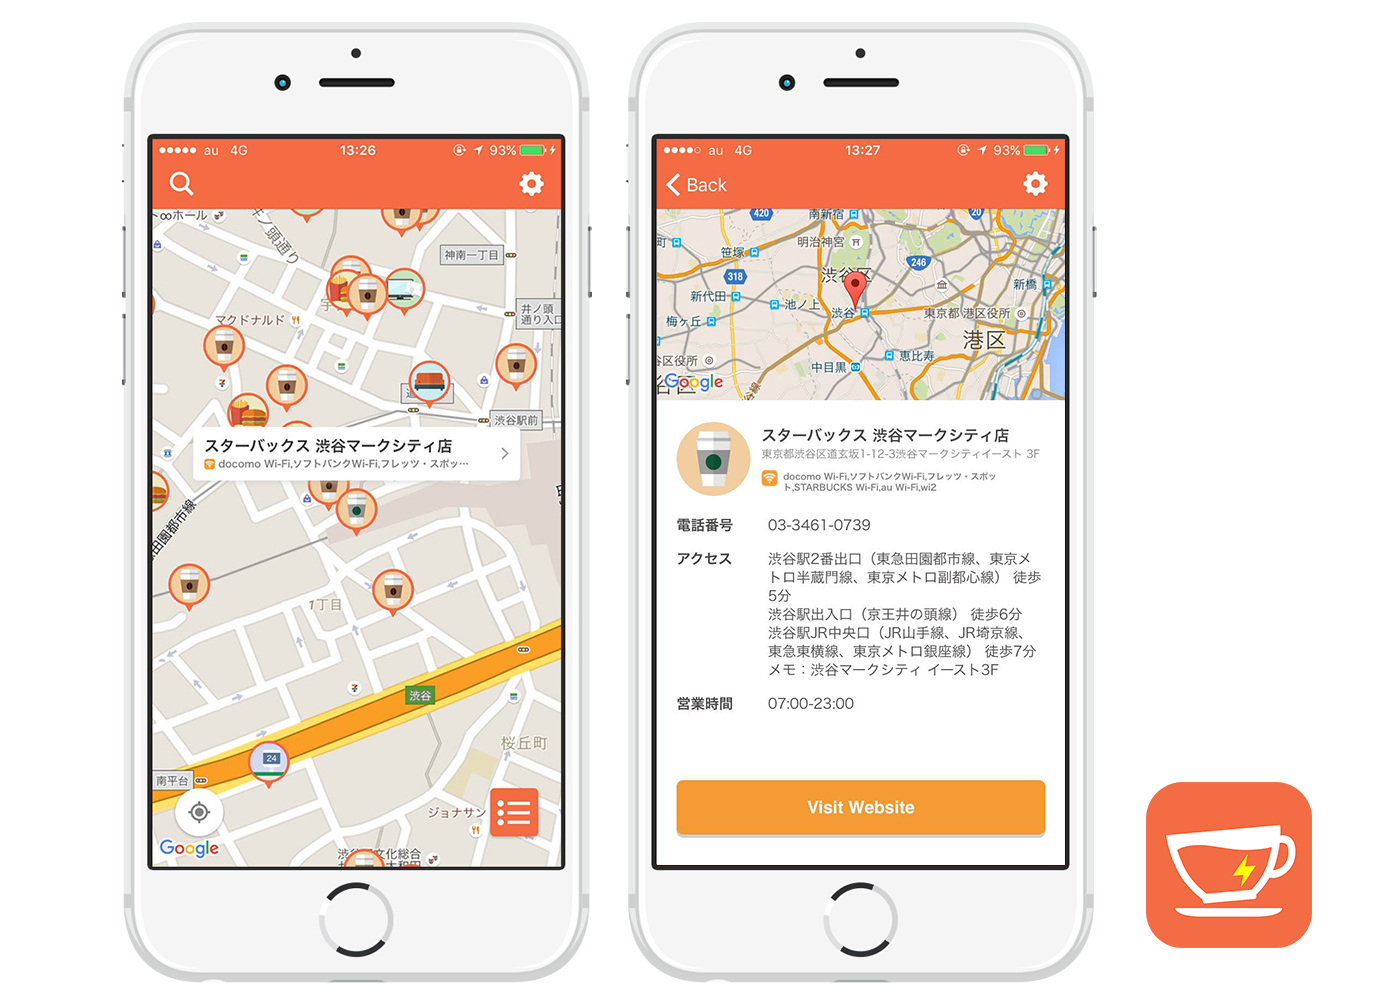 au 4G 13:26 93%
∞ホール
井ノ頭通り
神南一丁目
井ノ頭
通り入口
マクドナルド
渋谷駅前
スターバックス 渋谷マークシティ店
docomo Wi-Fi,ソフトバンクWi-Fi,フレッツ・スポッ…
田園都市線
1丁目
渋谷
桜丘町
24
南平台
ジョナサン
Google
au 4G 13:27 93%
Back
420
南新宿
20
町
笹塚
明治神宮
246
渋谷区
318
新代田
池ノ上
新橋
渋谷
東京都 港区役所
梅ヶ丘
港区
谷区役所
恵比寿
中目黒
Google
スターバックス 渋谷マークシティ店
東京都渋谷区道玄坂1-12-3渋谷マークシティイースト 3F
docomo Wi-Fi,ソフトバンクWi-Fi,フレッツ・スポッ
ト,STARBUCKS Wi-Fi,au Wi-Fi,wi2
電話番号 03-3461-0739
アクセス 渋谷駅2番出口（東急田園都市線、東京メ
トロ半蔵門線、東京メトロ副都心線） 徒歩
5分
渋谷駅出入口（京王井の頭線） 徒歩6分
渋谷駅JR中央口（JR山手線、JR埼京線、
東急東横線、東京メトロ銀座線） 徒歩7分
メモ：渋谷マークシティ イースト3F
営業時間 07:00-23:00
Visit Website